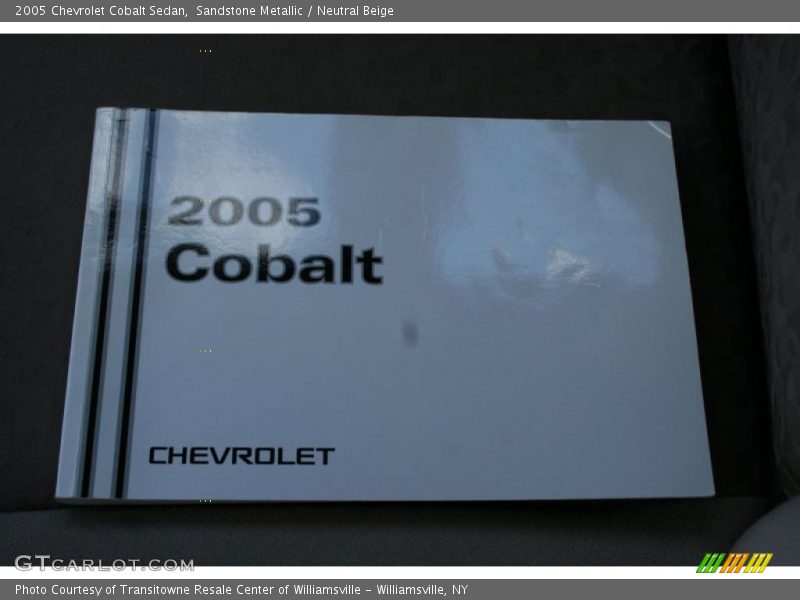 2005 Chevrolet Cobalt Sedan,  Sandstone Metallic / Neutral Beige
2005
Cobalt
CHEVROLET
GTCARLOT.COM
Photo Courtesy of Transitowne Resale Center of Williamsville - Williamsville, NY